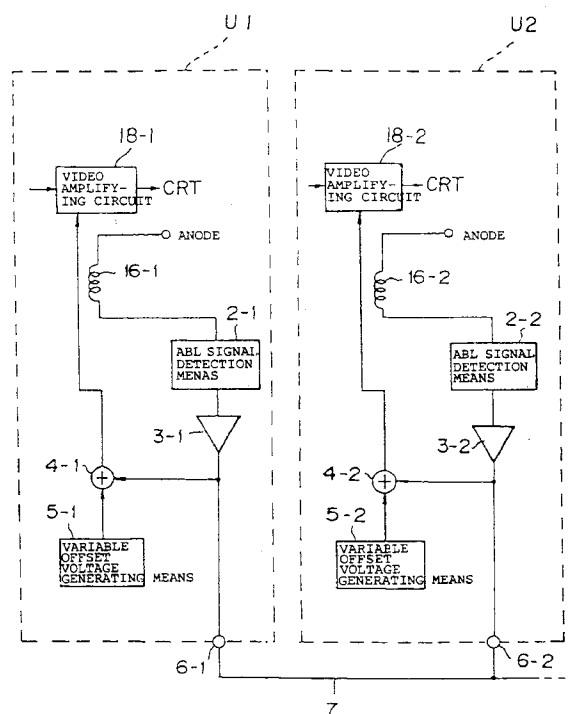 U1
U2
18-1
VIDEO
AMPLIFY-
ING CIRCUIT
CRT
ANODE
16-1
2-1
ABL SIGNAL
DETECTION
MENAS
3-1
4-1
5-1
VARIABLE
OFFSET
VOLTAGE
GENERATING MEANS
6-1
18-2
VIDEO
AMPLIFY-
ING CIRCUIT
CRT
ANODE
16-2
2-2
ABL SIGNAL
DETECTION
MEANS
3-2
4-2
5-2
VARIABLE
OFFSET
VOLTAGE
GENERATING MEANS
6-2
7